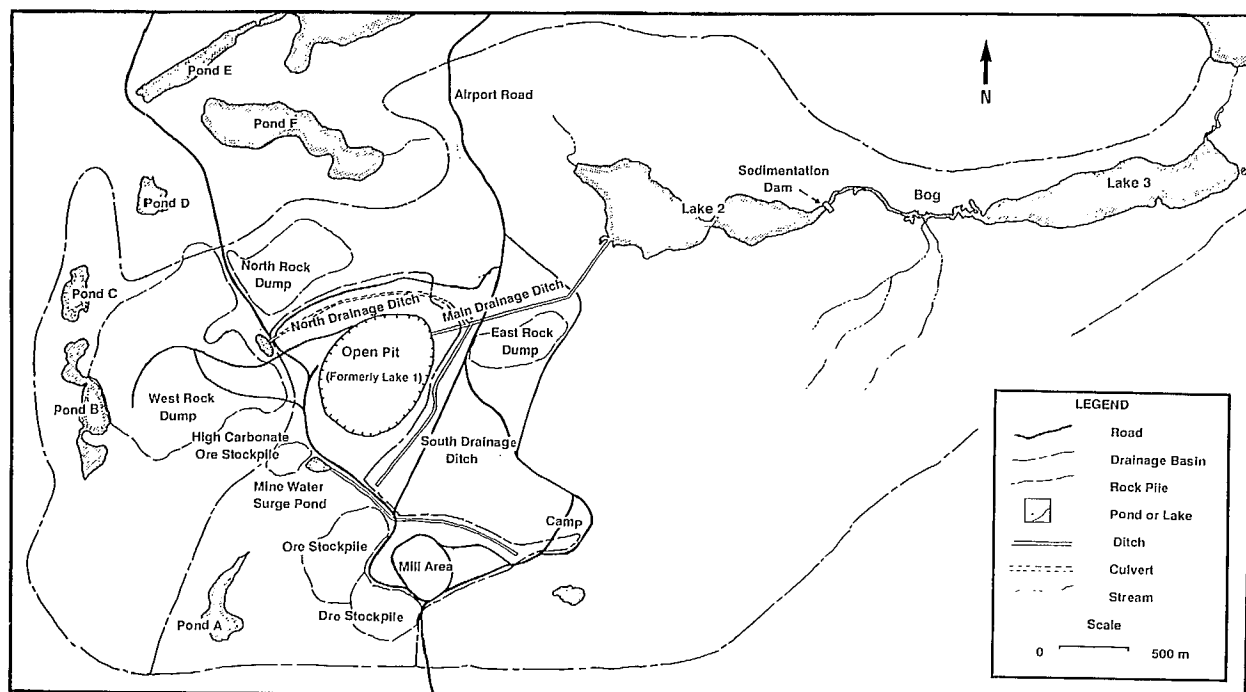 Pond E
Airport Road
N
Pond F
Sedimentation
Dam
Bog
Lake 3
Pond D
Lake 2
North Rock
Dump
Pond C
North Drainage Ditch
Main Drainage Ditch
East Rock
Dump
Open Pit
(Formerly Lake 1)
West Rock
Dump
Pond B
High Carbonate
Ore Stockpile
South Drainage
Ditch
Mine Water
Surge Pond
Camp
Ore Stockpile
Mill Area
Dro Stockpile
Pond A
LEGEND
Road
Drainage Basin
Rock Pile
Pond or Lake
Ditch
Culvert
Stream
Scale
0 500 m